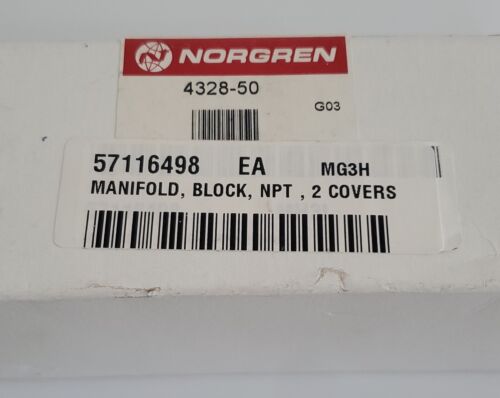 NORGREN
4328-50
G03
57116498 EA MG3H
MANIFOLD, BLOCK, NPT , 2 COVERS